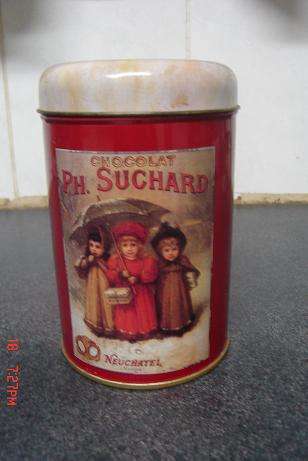 CHOCOLAT
PH. SUCHARD
NEUCHATEL
18 7:27PM